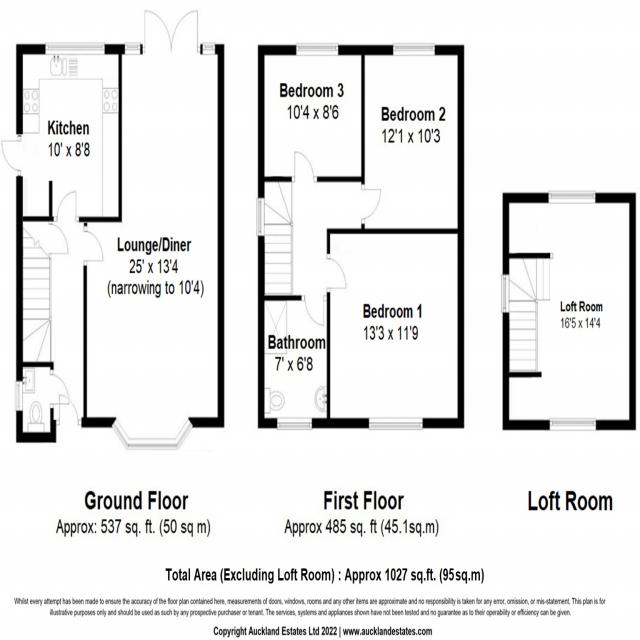 Kitchen
10' x 8'8
Lounge/Diner
25' x 13'4
(narrowing to 10'4)
Bedroom 3
10'4 x 8'6
Bedroom 2
12'1 x 10'3
Bedroom 1
13'3 x 11'9
Bathroom
7' x 6'8
Loft Room
16'5 x 14'4
Ground Floor
Approx: 537 sq. ft. (50 sq m)
First Floor
Approx 485 sq. ft (45.1sq.m)
Loft Room
Total Area (Excluding Loft Room) : Approx 1027 sq.ft. (95sq.m)
Whilst every attempt has been made to ensure the accuracy of the floor plan contained here, measurements of doors, windows, rooms and any other items are approximate and no responsibility is taken for any error, omission, or mis-statement. This plan is for
illustrative purposes only and should be used as such by any prospective purchaser or tenant. The services, systems and appliances shown have not been tested and no guarantee as to their operability or efficiency can be given.
Copyright Auckland Estates Ltd 2022 | www.aucklandestates.com